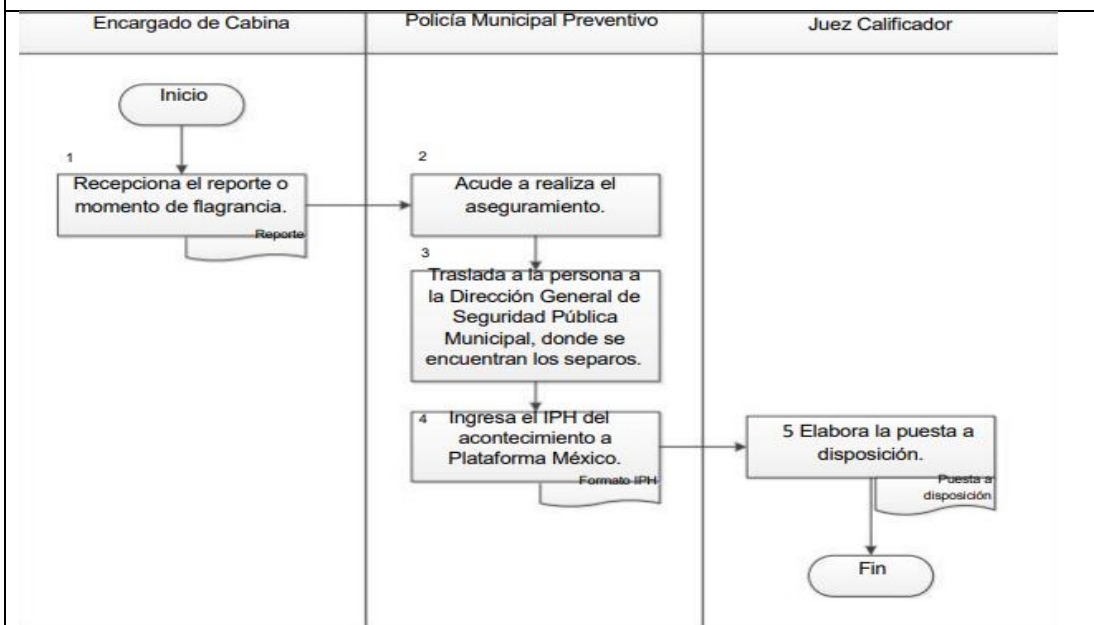 Encargado de Cabina
Policía Municipal Preventivo
Juez Calificador
Inicio
1
Recepciona el reporte o
momento de flagrancia.
Reporte
2
Acude a realiza el
aseguramiento.
3
Traslada a la persona a
la Dirección General de
Seguridad Pública
Municipal, donde se
encuentran los separos.
4
Ingresa el IPH del
acontecimiento a
Plataforma México.
Formato IPH
5 Elabora la puesta a
disposición.
Puesta a
disposición
Fin